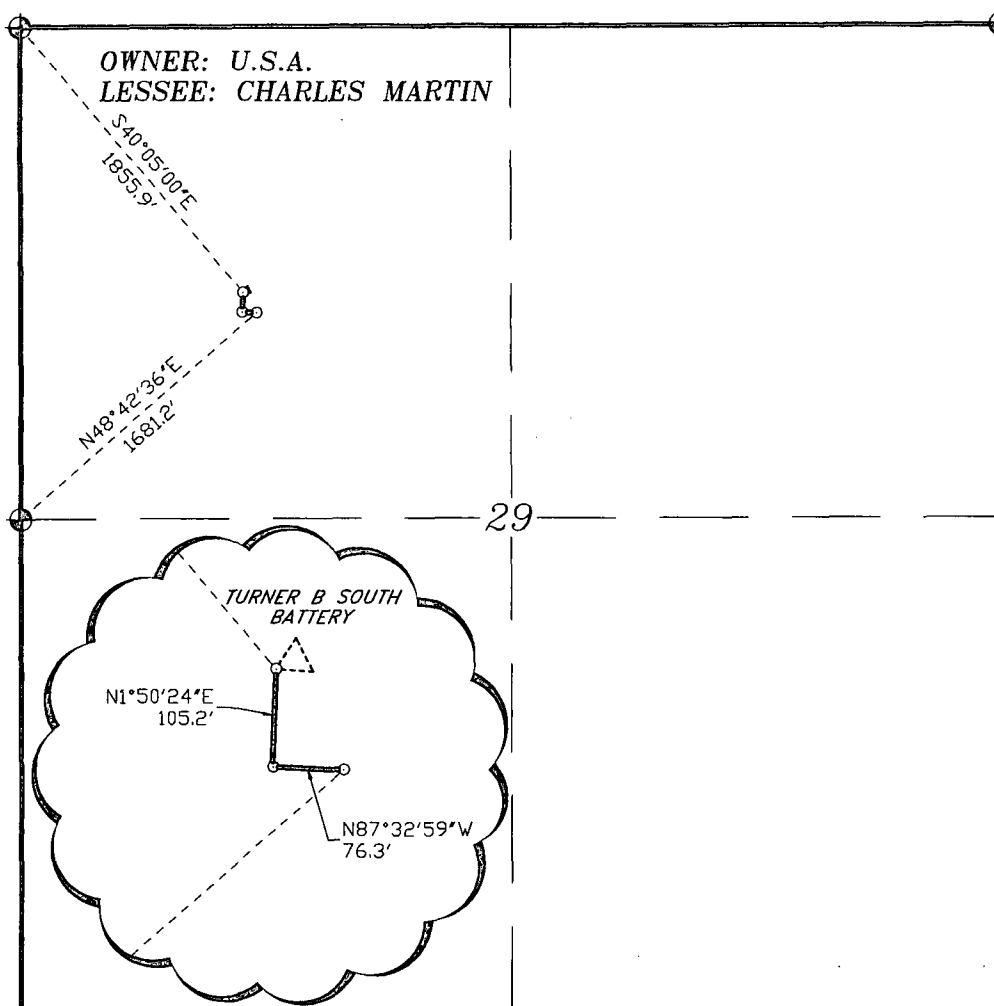 OWNER: U.S.A.
LESSEE: CHARLES MARTIN
S40°05'00"E
1855.9'
N48°42'36"E
1681.2'
29
TURNER B SOUTH
BATTERY
N1°50'24"E
105.2'
N87°32'59"W
76.3'